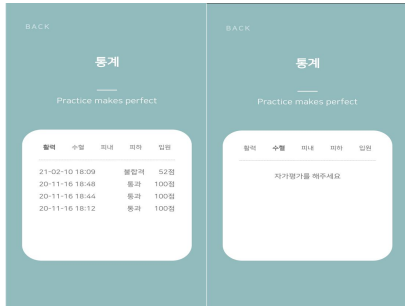 BACK
통계
Practice makes perfect
활력 수혈 피내 피하 입원
21-02-10 18:09 불합격 52점
20-11-16 18:48 통과 100점
20-11-16 18:44 통과 100점
20-11-16 18:12 통과 100점
BACK
통계
Practice makes perfect
활력 수혈 피내 피하 입원
자가평가를 해주세요